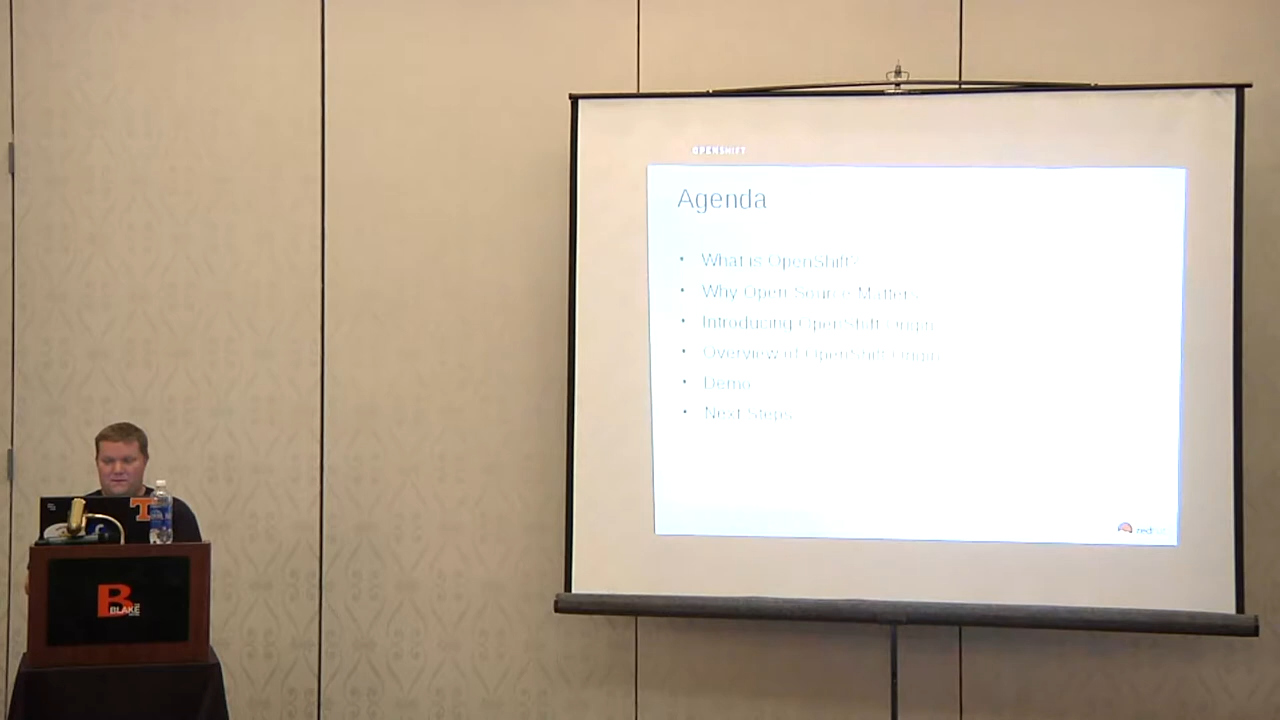 OPENSHIFT
Agenda
• What is OpenShift?
• Why Open Source Matters
• Introducing OpenShift Origin
• Overview of OpenShift Origin
• Demo
• Next Steps
red
T
B
BLAKE